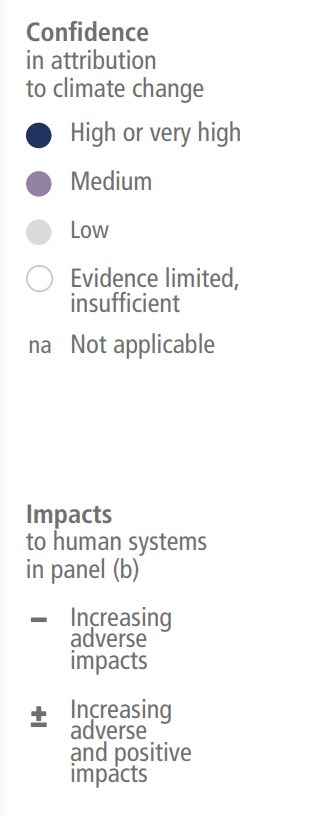 Confidence
in attribution
to climate change
High or very high
Medium
Low
Evidence limited,
insufficient
na Not applicable
Impacts
to human systems
in panel (b)
− Increasing
adverse
impacts
± Increasing
adverse
and positive
impacts